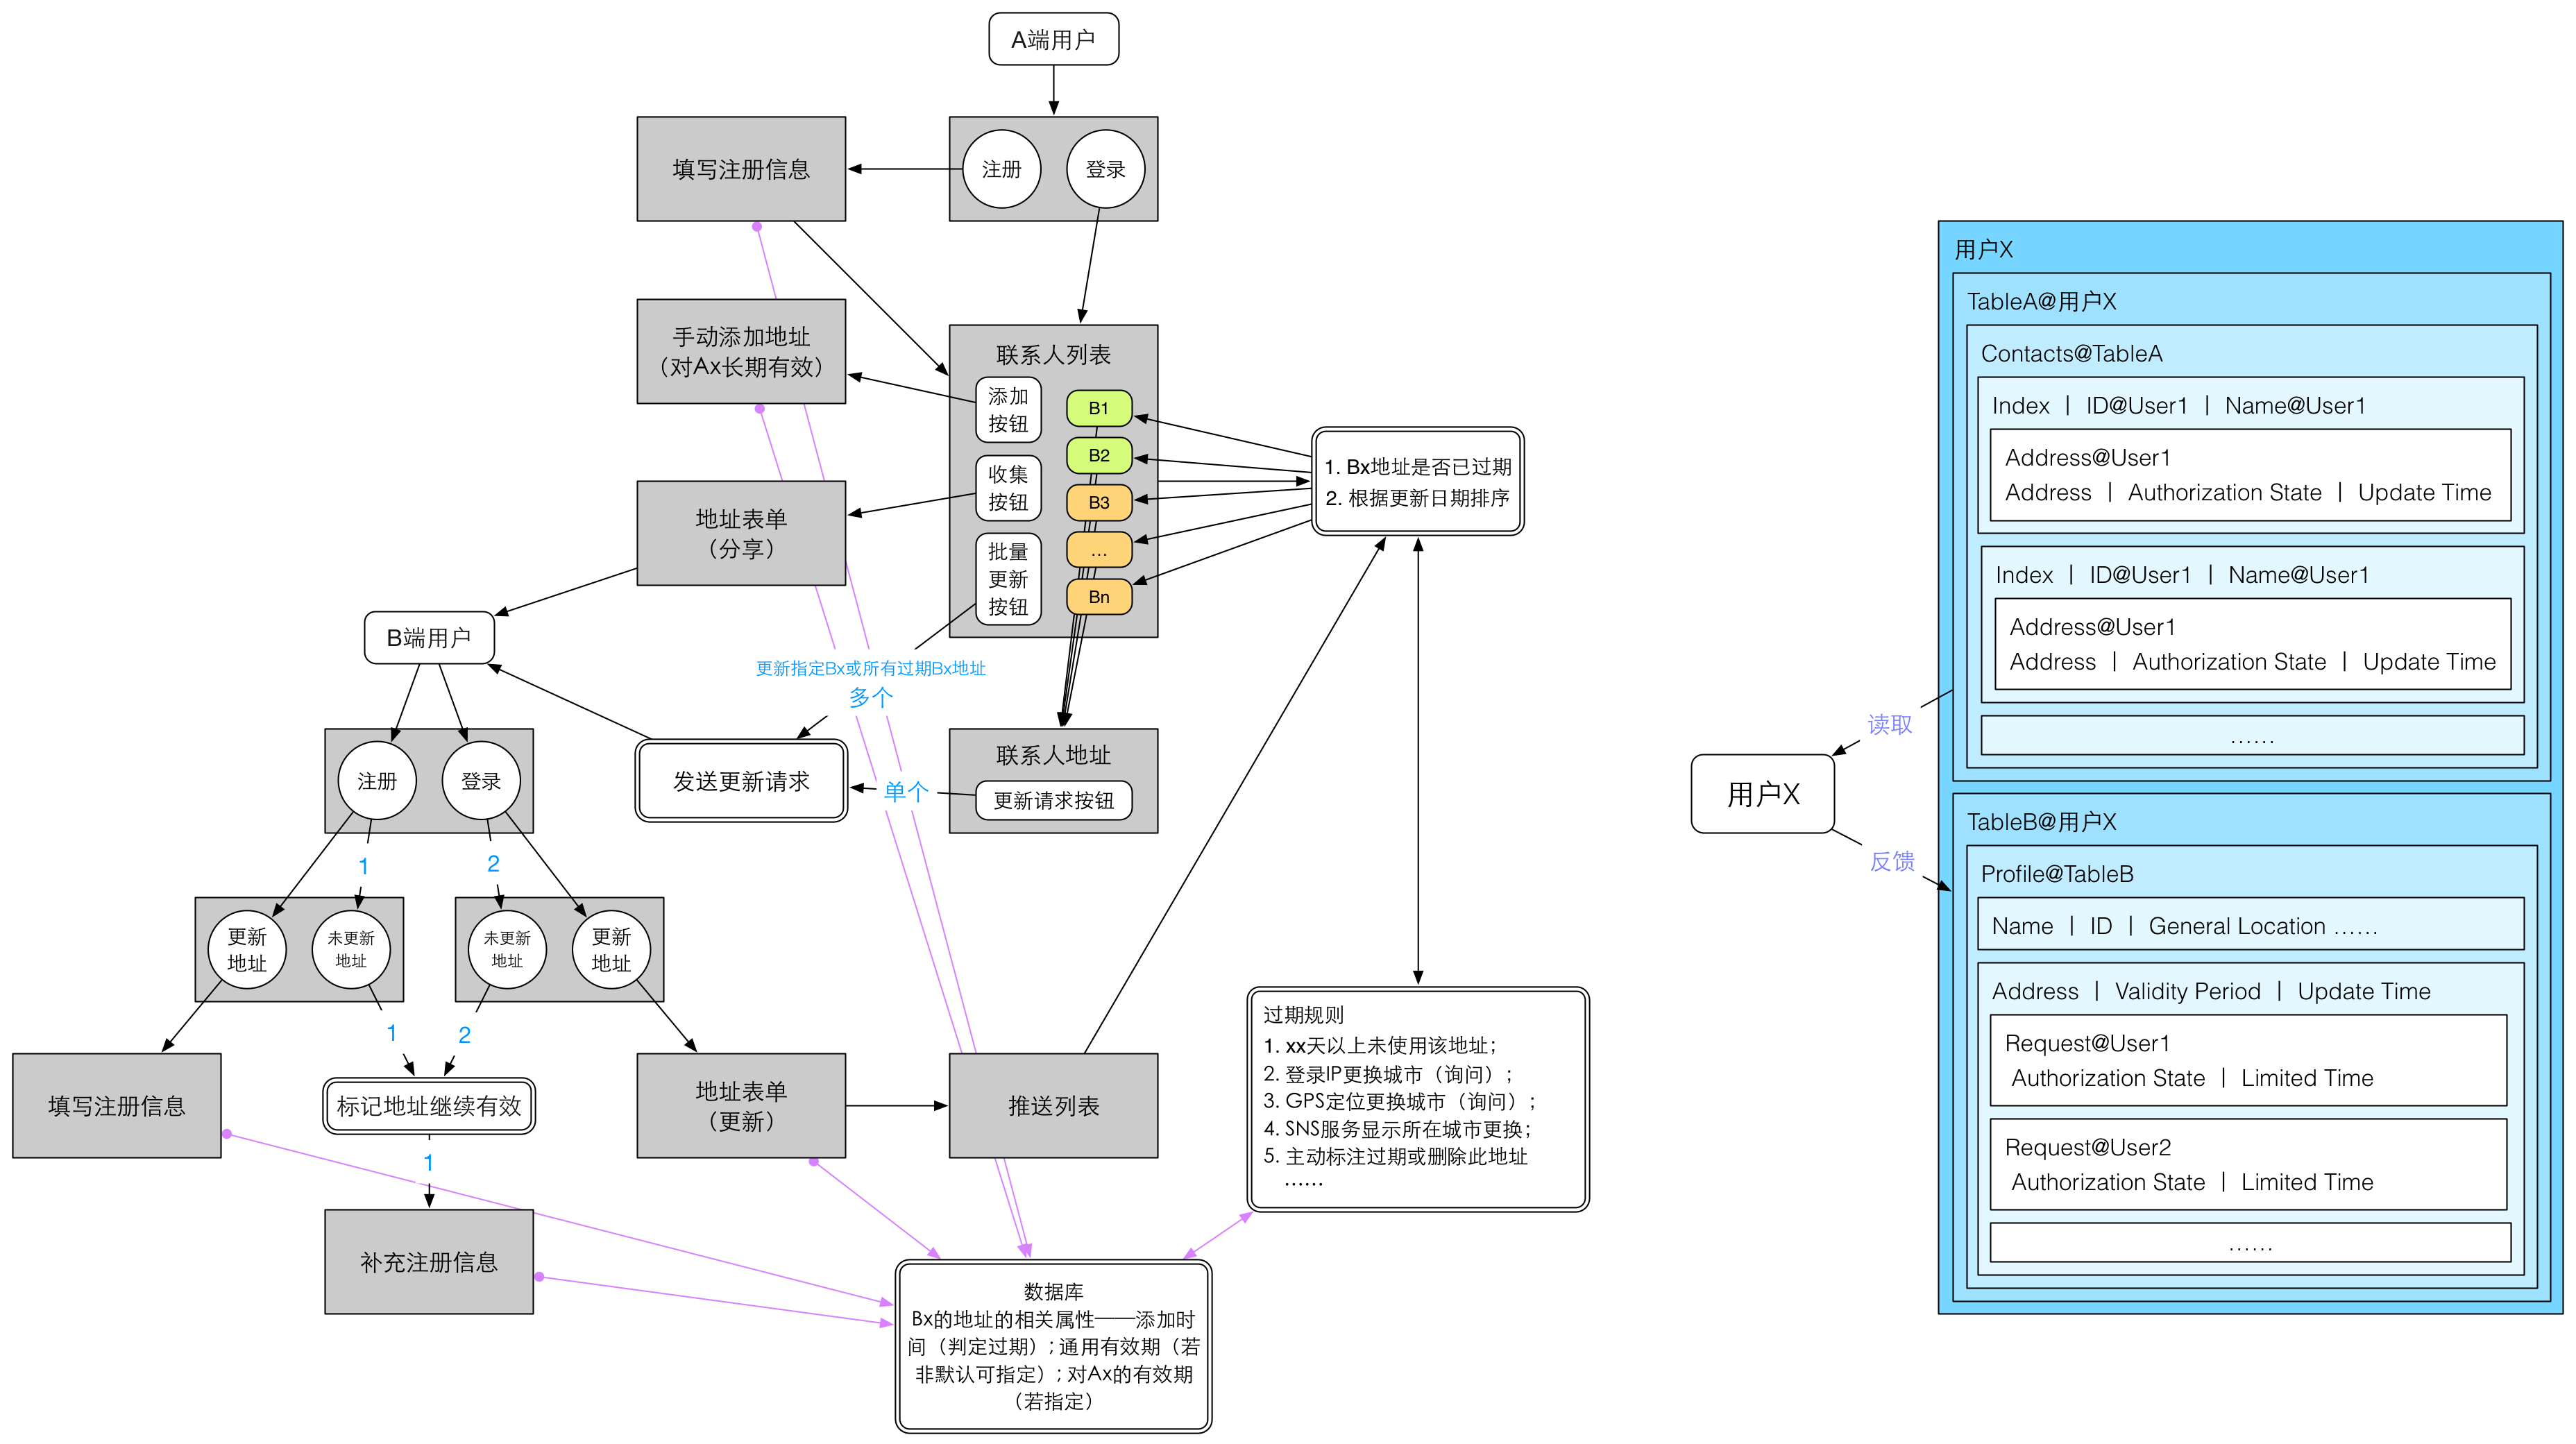 A端用户
填写注册信息
注册
登录
手动添加地址
（对Ax长期有效）
联系人列表
添加
按钮
收集
按钮
批量
更新
按钮
B1
B2
B3
...
Bn
1. Bx地址是否已过期
2. 根据更新日期排序
地址表单
（分享）
B端用户
更新指定Bx或所有过期Bx地址
多个
注册
登录
发送更新请求
单个
联系人地址
更新请求按钮
1
2
更新
地址
未更新
地址
未更新
地址
更新
地址
1
2
填写注册信息
标记地址继续有效
地址表单
（更新）
推送列表
1
补充注册信息
过期规则
1. xx天以上未使用该地址；
2. 登录IP更换城市（询问）；
3. GPS定位更换城市（询问）；
4. SNS服务显示所在城市更换；
5. 主动标注过期或删除此地址
……
数据库
Bx的地址的相关属性——添加时
间（判定过期）；通用有效期（若
非默认可指定）；对Ax的有效期
（若指定）
用户X
读取
反馈
用户X
TableA@用户X
Contacts@TableA
Index | ID@User1 | Name@User1
Address@User1
Address | Authorization State | Update Time
Index | ID@User1 | Name@User1
Address@User1
Address | Authorization State | Update Time
……
TableB@用户X
Profile@TableB
Name | ID | General Location ……
Address | Validity Period | Update Time
Request@User1
Authorization State | Limited Time
Request@User2
Authorization State | Limited Time
……